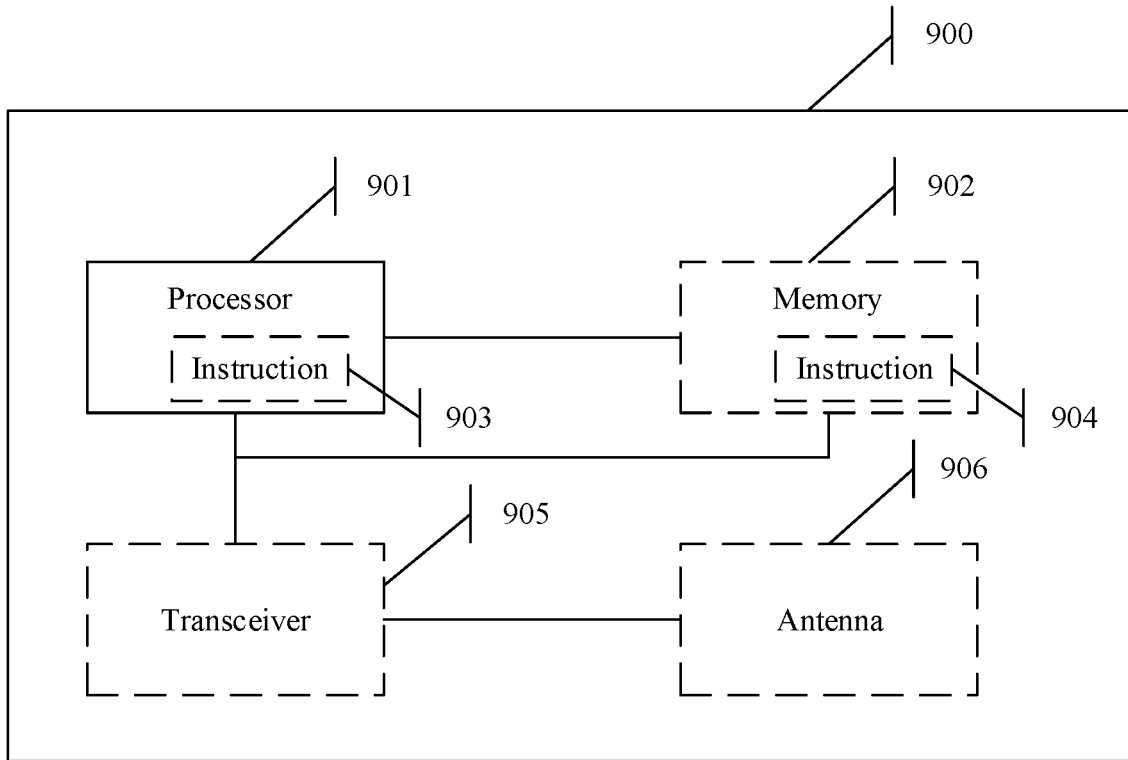 900
901
902
Processor
Memory
Instruction
Instruction
903
904
906
905
Transceiver
Antenna